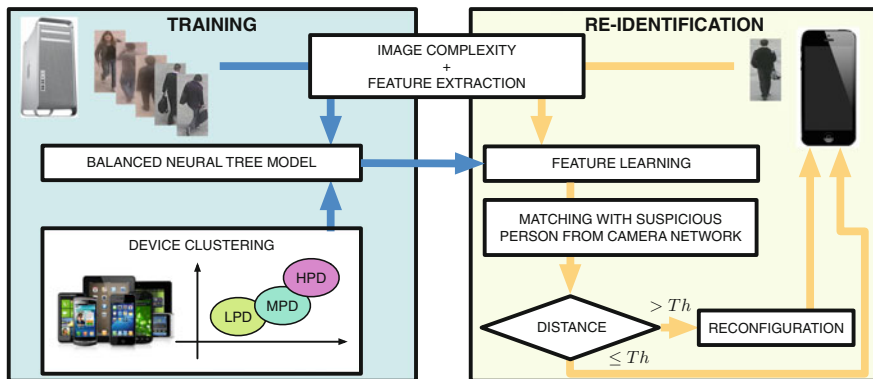 TRAINING
RE-IDENTIFICATION
IMAGE COMPLEXITY
+
FEATURE EXTRACTION
BALANCED NEURAL TREE MODEL
FEATURE LEARNING
MATCHING WITH SUSPICIOUS
PERSON FROM CAMERA NETWORK
DEVICE CLUSTERING
HPD
MPD
LPD
DISTANCE
> Th
RECONFIGURATION
≤ Th